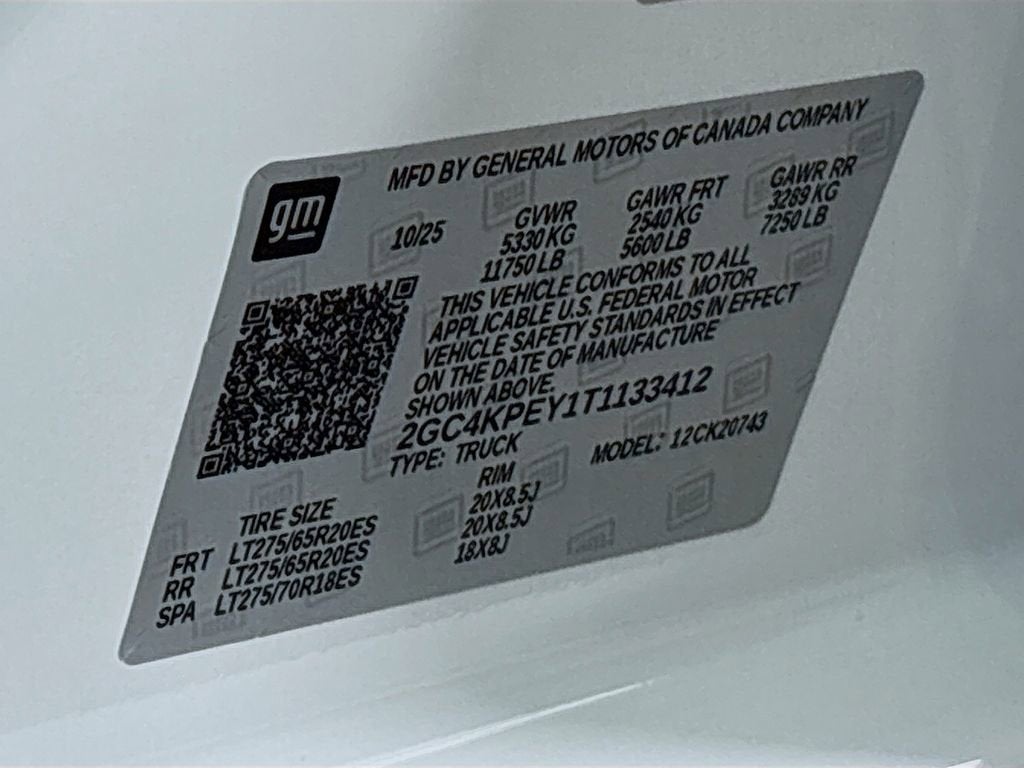 gm
MFD BY GENERAL MOTORS OF CANADA COMPANY
10/25 GVWR GAWR FRT GAWR RR
5330 KG 2540 KG 3289 KG
11750 LB 5600 LB 7250 LB
THIS VEHICLE CONFORMS TO ALL
APPLICABLE U.S. FEDERAL MOTOR
VEHICLE SAFETY STANDARDS IN EFFECT
ON THE DATE OF MANUFACTURE
SHOWN ABOVE.
2GC4KPEY1T1133412
TYPE: TRUCK MODEL: 12CK20743
TIRE SIZE RIM
FRT LT275/65R20ES 20X8.5J
RR LT275/65R20ES 20X8.5J
SPA LT275/70R18ES 18X8J